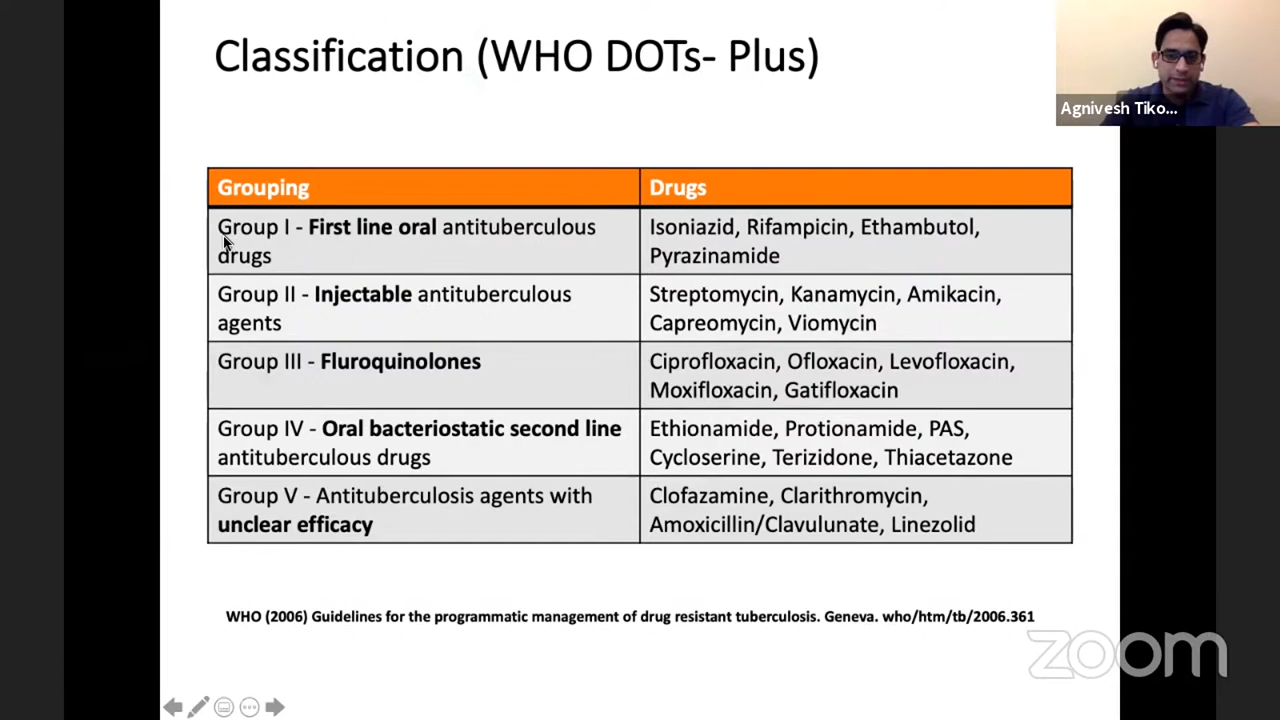 Classification (WHO DOTs- Plus)
Agnivesh Tiko...
Grouping
Drugs
Group I - First line oral antituberculous
drugs
Isoniazid, Rifampicin, Ethambutol,
Pyrazinamide
Group II - Injectable antituberculous
agents
Streptomycin, Kanamycin, Amikacin,
Capreomycin, Viomycin
Group III - Fluroquinolones
Ciprofloxacin, Ofloxacin, Levofloxacin,
Moxifloxacin, Gatifloxacin
Group IV - Oral bacteriostatic second line
antituberculous drugs
Ethionamide, Protionamide, PAS,
Cycloserine, Terizidone, Thiacetazone
Group V - Antituberculosis agents with
unclear efficacy
Clofazamine, Clarithromycin,
Amoxicillin/Clavulunate, Linezolid
WHO (2006) Guidelines for the programmatic management of drug resistant tuberculosis. Geneva. who/htm/tb/2006.361
zoom